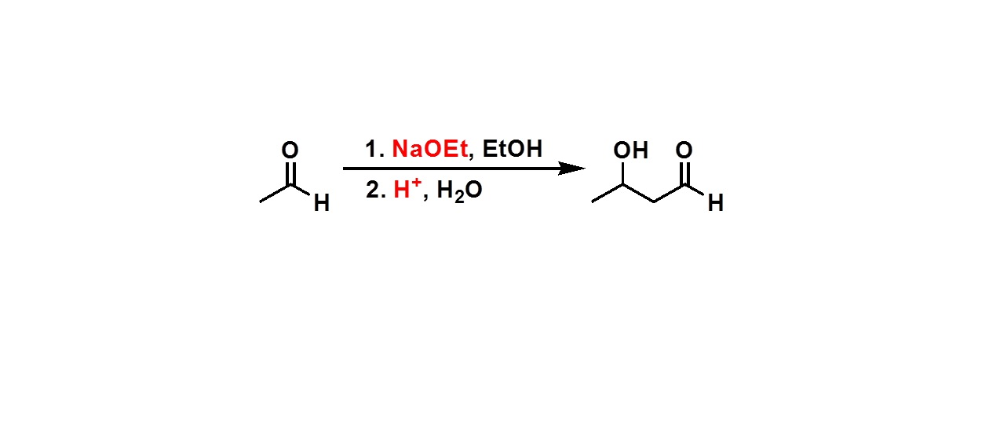 O
H
1. NaOEt, EtOH
2. H⁺, H₂O
OH O
H